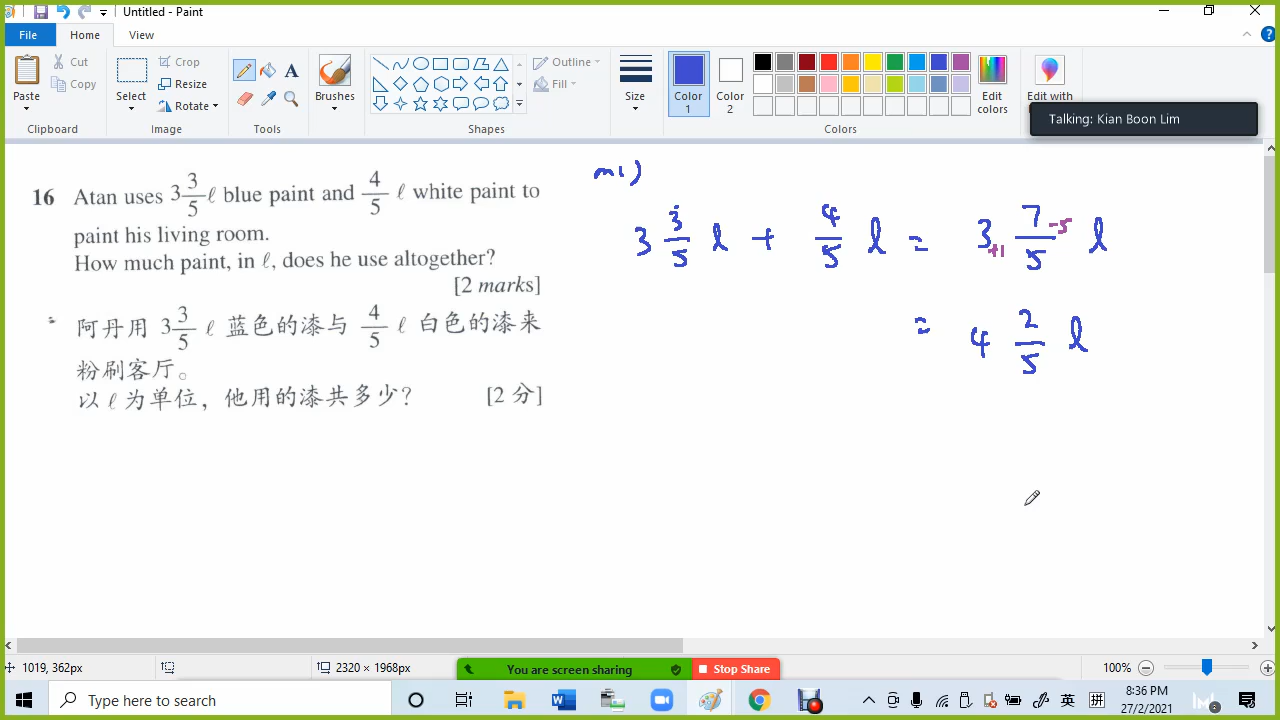 Untitled - Paint
File Home View
Paste Cut Copy Clipboard
Select Crop Resize Rotate Image
Tools
Brushes
Shapes Outline Fill
Size
Color 1 Color 2 Colors
Edit colors
Edit with
Talking: Kian Boon Lim
16 Atan uses 3 3/5 ℓ blue paint and 4/5 ℓ white paint to
paint his living room.
How much paint, in ℓ, does he use altogether?
[2 marks]
阿丹用 3 3/5 ℓ 蓝色的漆与 4/5 ℓ 白色的漆来
粉刷客厅。
以 ℓ 为单位，他用的漆共多少？ [2 分]
m1)
3 3/5 l + 4/5 l = 3 +1 7/5 -5 l
= 4 2/5 l
1019, 362px 2320 × 1968px 100%
You are screen sharing Stop Share
Type here to search
英 拼 8:36 PM
27/2/2021